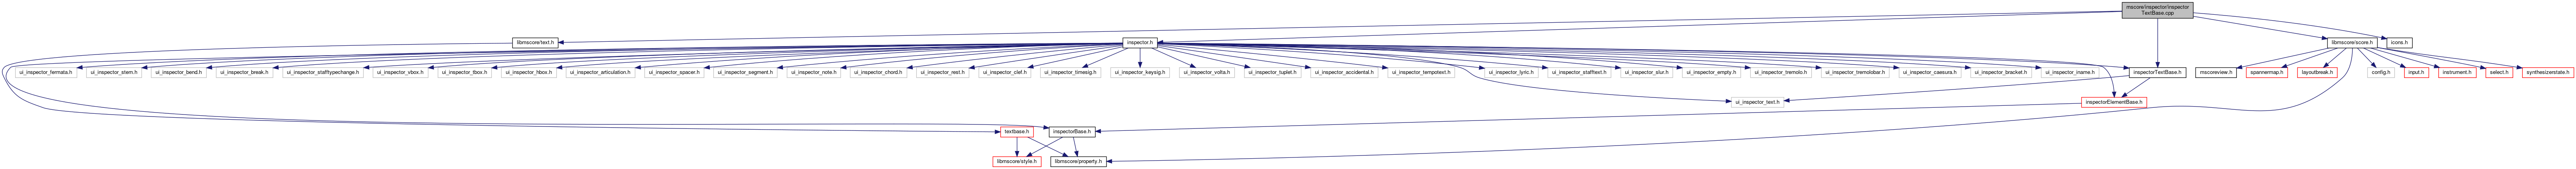 mscore/inspector/inspector
TextBase.cpp
libmscore/text.h
inspector.h
libmscore/score.h
icons.h
ui_inspector_fermata.h
ui_inspector_stem.h
ui_inspector_bend.h
ui_inspector_break.h
ui_inspector_stafftypechange.h
ui_inspector_vbox.h
ui_inspector_tbox.h
ui_inspector_hbox.h
ui_inspector_articulation.h
ui_inspector_spacer.h
ui_inspector_segment.h
ui_inspector_note.h
ui_inspector_chord.h
ui_inspector_rest.h
ui_inspector_clef.h
ui_inspector_timesig.h
ui_inspector_keysig.h
ui_inspector_volta.h
ui_inspector_tuplet.h
ui_inspector_accidental.h
ui_inspector_tempotext.h
ui_inspector_lyric.h
ui_inspector_stafftext.h
ui_inspector_slur.h
ui_inspector_empty.h
ui_inspector_tremolo.h
ui_inspector_tremolobar.h
ui_inspector_caesura.h
ui_inspector_bracket.h
ui_inspector_iname.h
inspectorTextBase.h
mscoreview.h
spannermap.h
layoutbreak.h
config.h
input.h
instrument.h
select.h
synthesizerstate.h
ui_inspector_text.h
inspectorElementBase.h
textbase.h
inspectorBase.h
libmscore/style.h
libmscore/property.h